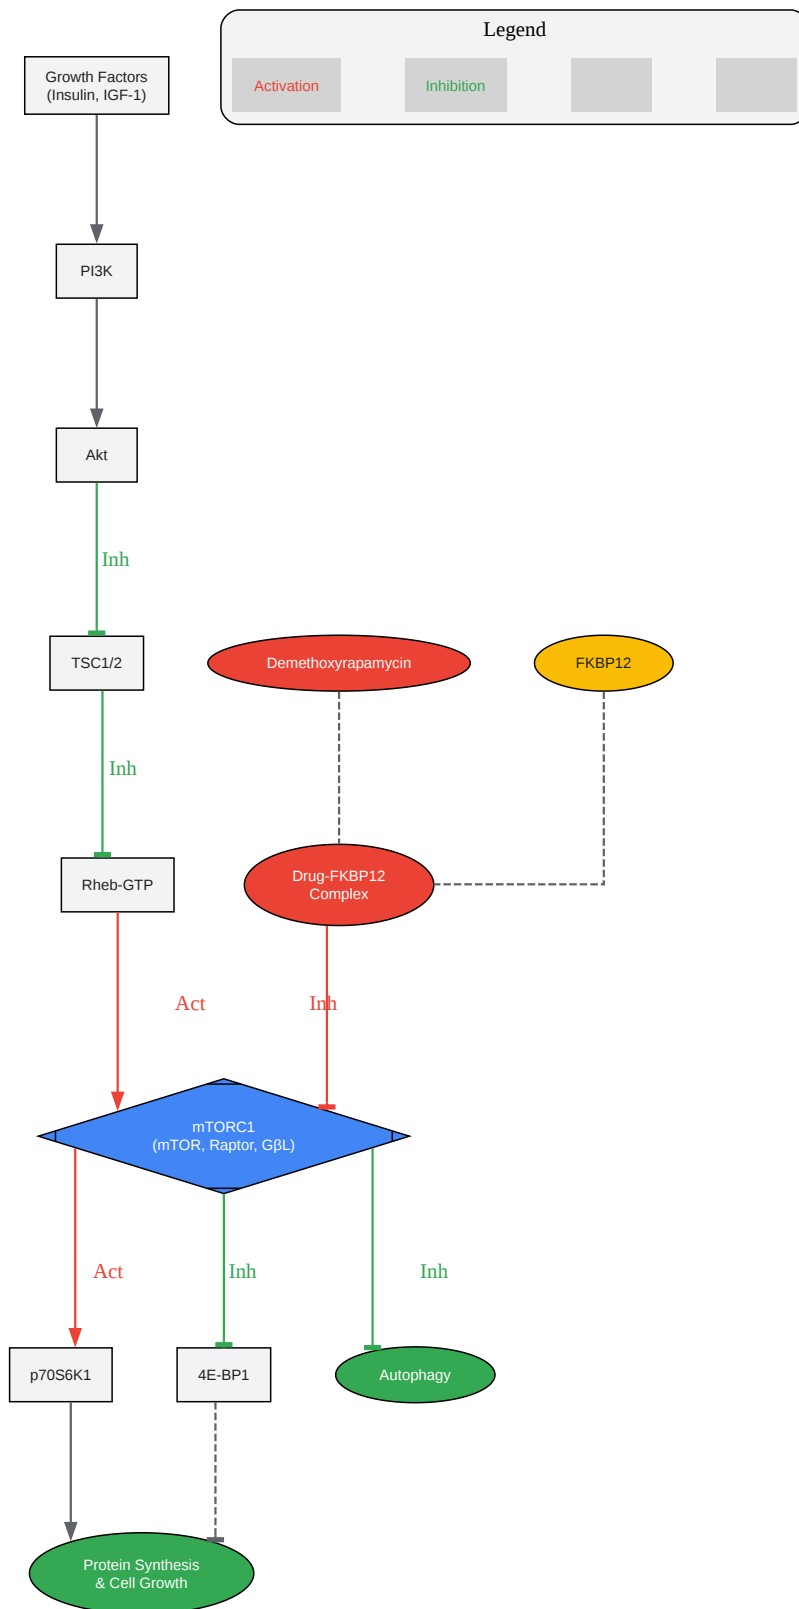 Legend
Activation
Inhibition
Growth Factors
(Insulin, IGF-1)
PI3K
Akt
Inh
TSC1/2
Demethoxyrapamycin
FKBP12
Inh
Rheb-GTP
Drug-FKBP12
Complex
Act
Inh
mTORC1
(mTOR, Raptor, GβL)
Act
Inh
Inh
p70S6K1
4E-BP1
Autophagy
Protein Synthesis
& Cell Growth